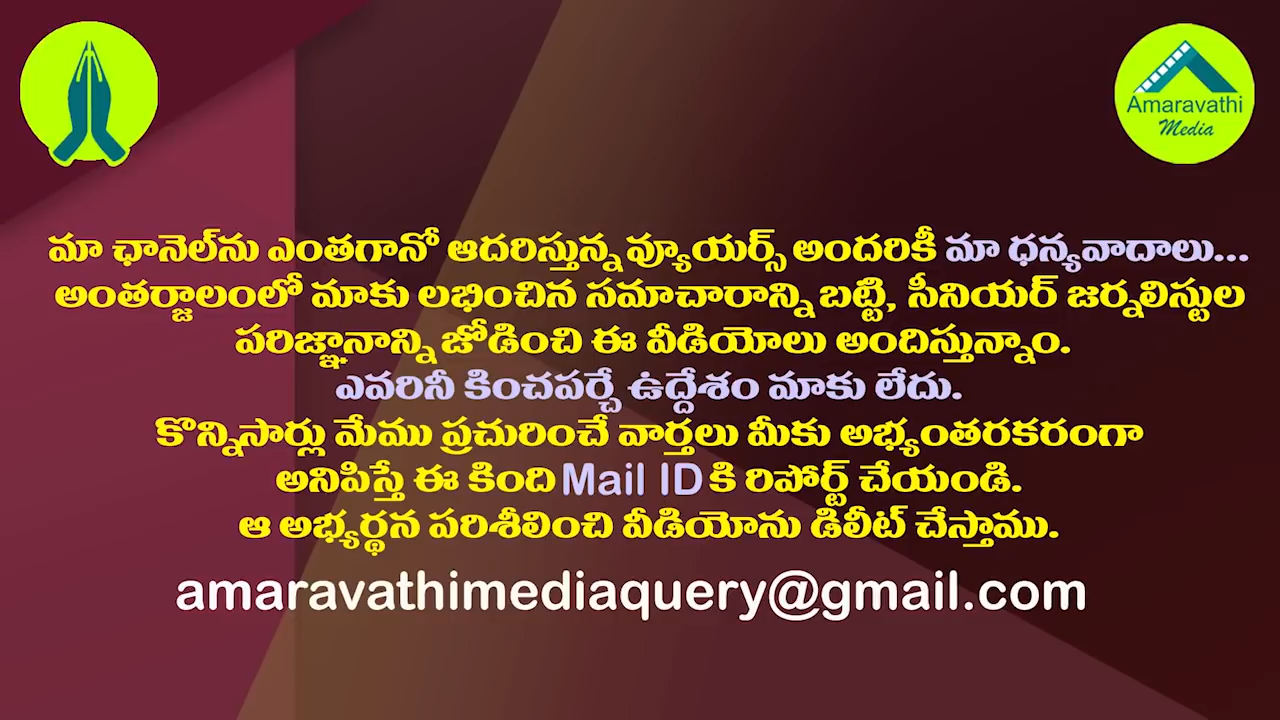 Amaravathi
Media
మా ఛానెల్‌ను ఎంతగానో ఆదరిస్తున్న వ్యూయర్స్ అందరికీ మా ధన్యవాదాలు...
అంతర్జాలంలో మాకు లభించిన సమాచారాన్ని బట్టి, సీనియర్ జర్నలిస్టుల
పరిజ్ఞానాన్ని జోడించి ఈ వీడియోలు అందిస్తున్నాం.
ఎవరినీ కించపర్చే ఉద్దేశం మాకు లేదు.
కొన్నిసార్లు మేము ప్రచురించే వార్తలు మీకు అభ్యంతరకరంగా
అనిపిస్తే ఈ కింది Mail ID కి రిపోర్ట్ చేయండి.
ఆ అభ్యర్థన పరిశీలించి వీడియోను డిలీట్ చేస్తాము.
amaravathimediaquery@gmail.com